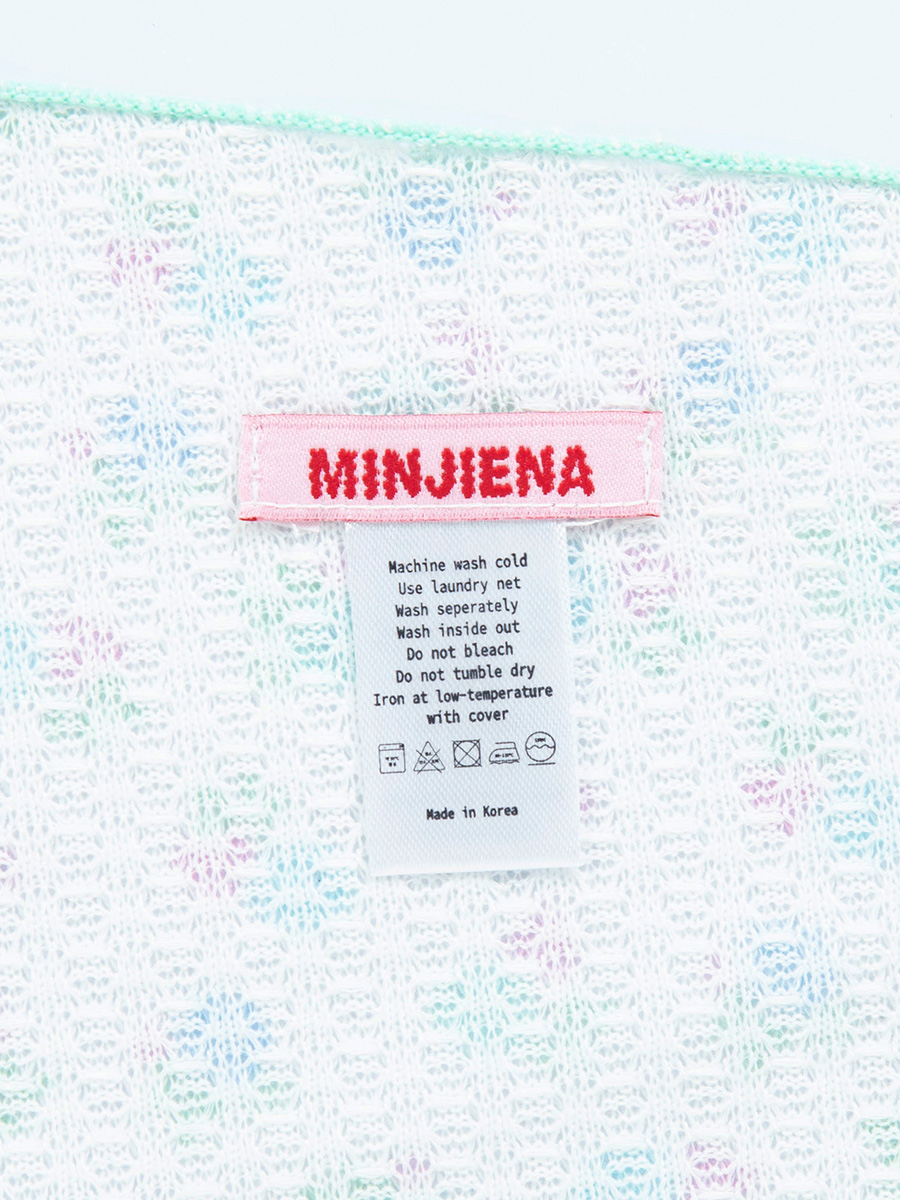 MINJIENA
Machine wash cold
Use laundry net
Wash seperately
Wash inside out
Do not bleach
Do not tumble dry
Iron at low-temperature
with cover
Made in Korea